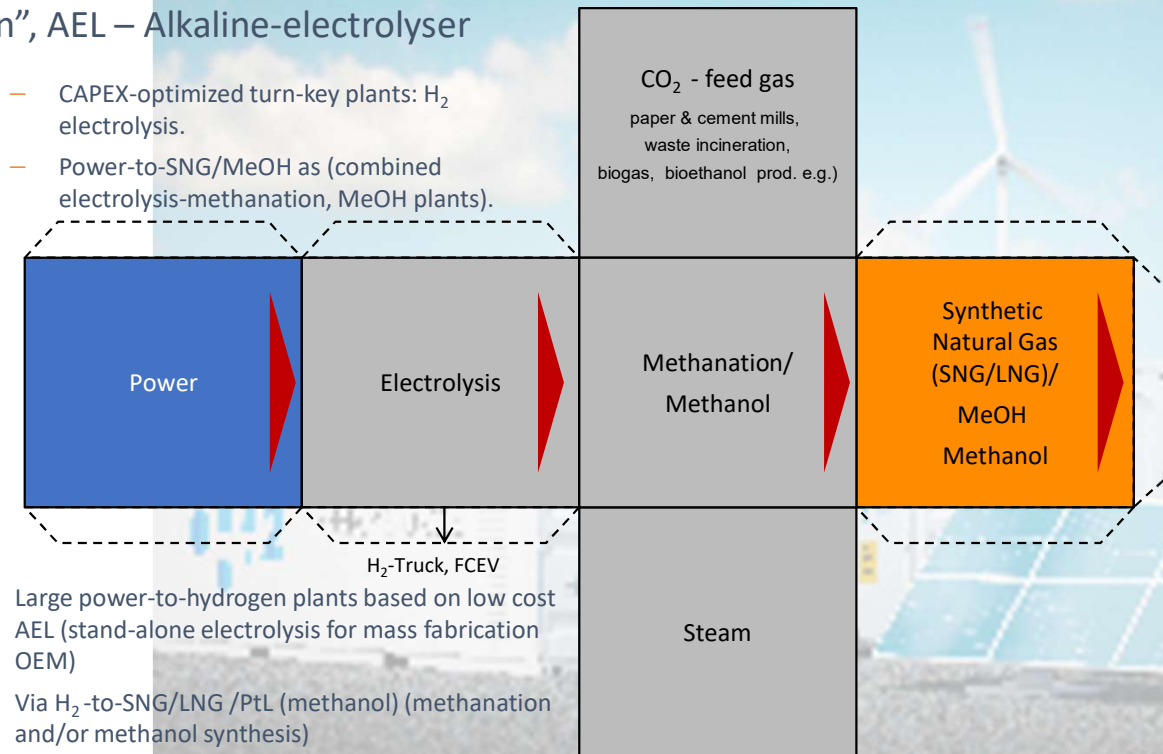 n”, AEL – Alkaline-electrolyser
– CAPEX-optimized turn-key plants: H₂
electrolysis.
– Power-to-SNG/MeOH as (combined
electrolysis-methanation, MeOH plants).
CO₂ - feed gas
paper & cement mills,
waste incineration,
biogas, bioethanol prod. e.g.)
Power
Electrolysis
Methanation/
Methanol
Synthetic
Natural Gas
(SNG/LNG)/
MeOH
Methanol
H₂-Truck, FCEV
Large power-to-hydrogen plants based on low cost
AEL (stand-alone electrolysis for mass fabrication
OEM)
Via H₂-to-SNG/LNG /PtL (methanol) (methanation
and/or methanol synthesis)
Steam